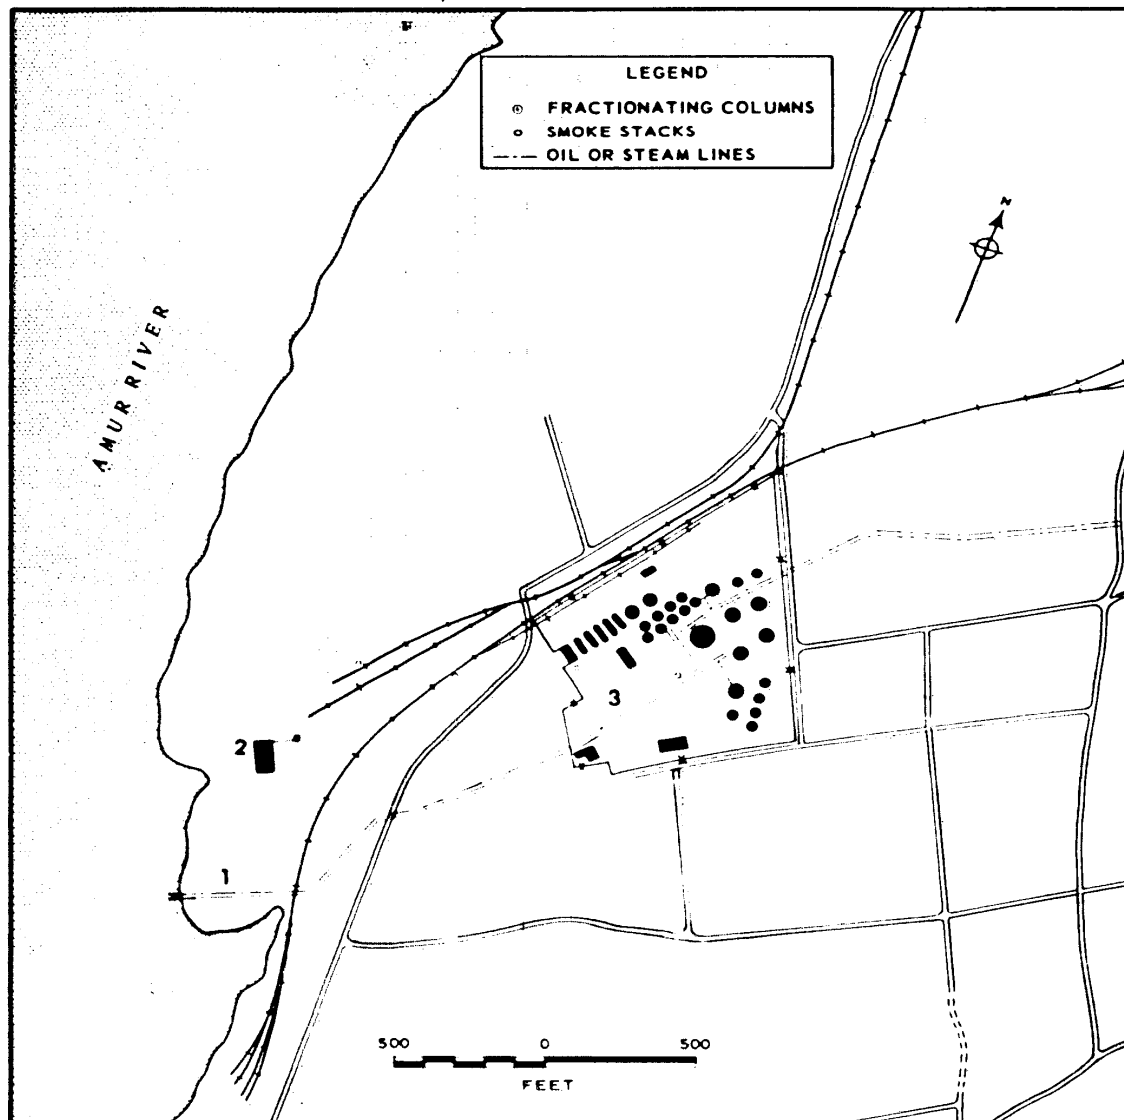 LEGEND
FRACTIONATING COLUMNS
SMOKE STACKS
OIL OR STEAM LINES
N
AMUR RIVER
3
2
1
500 0 500
FEET